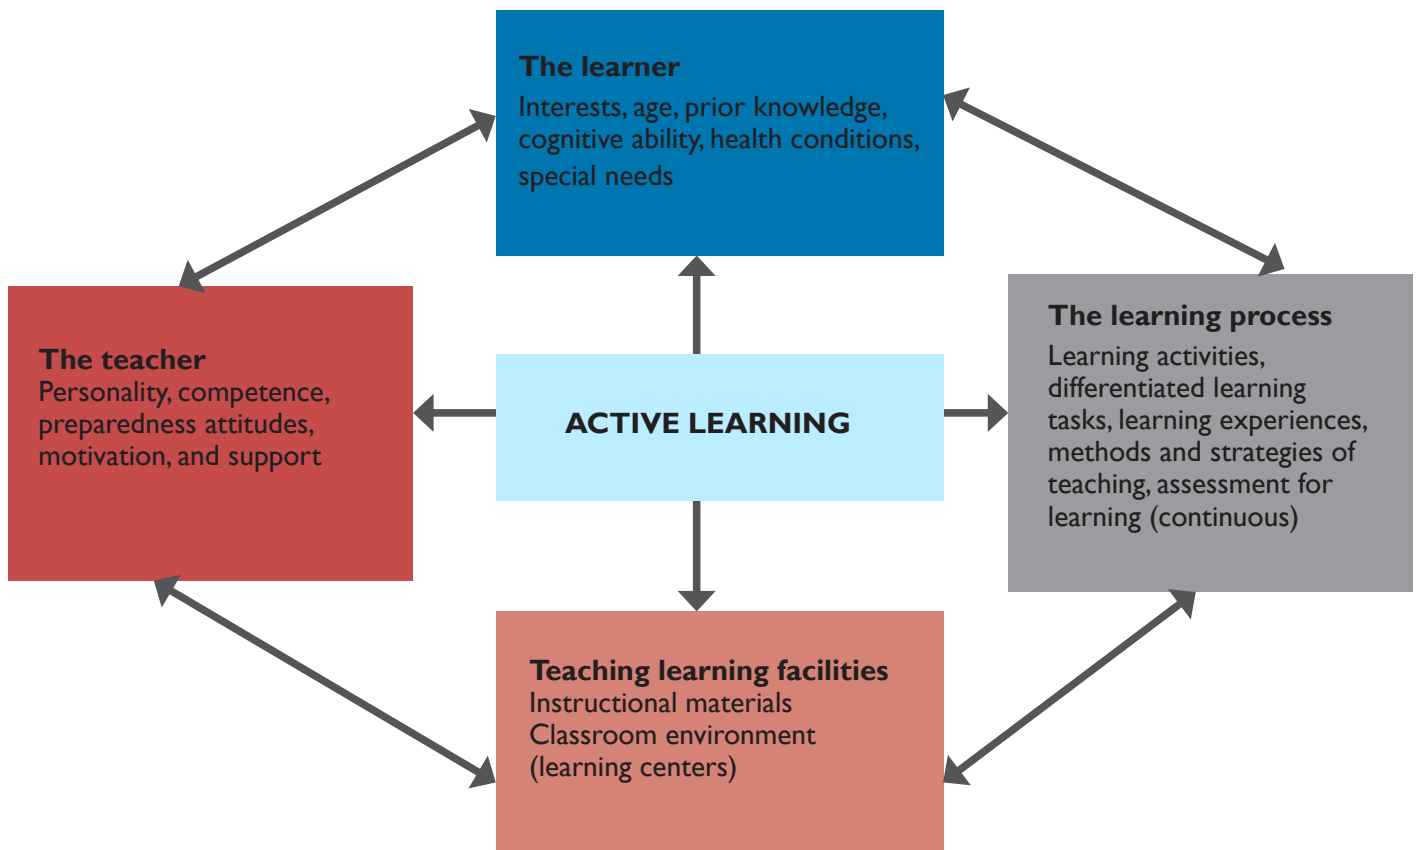 The learner
Interests, age, prior knowledge,
cognitive ability, health conditions,
special needs
The teacher
Personality, competence,
preparedness attitudes,
motivation, and support
ACTIVE LEARNING
The learning process
Learning activities,
differentiated learning
tasks, learning experiences,
methods and strategies of
teaching, assessment for
learning (continuous)
Teaching learning facilities
Instructional materials
Classroom environment
(learning centers)